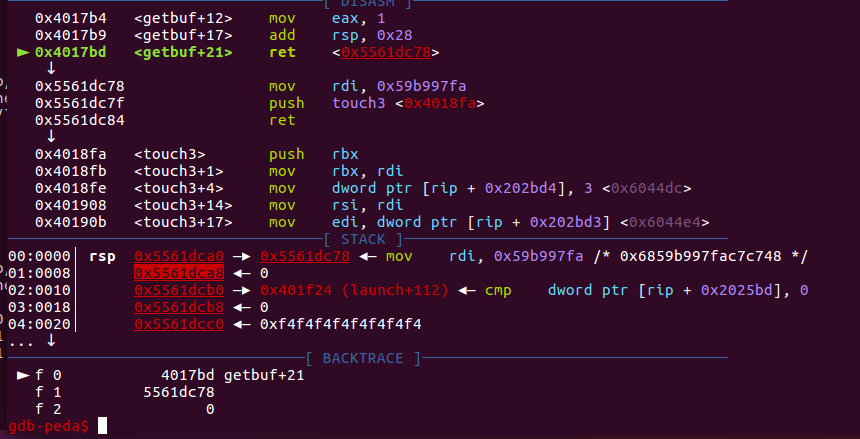 [ DISASM ]
0x4017b4 <getbuf+12> mov eax, 1
0x4017b9 <getbuf+17> add rsp, 0x28
► 0x4017bd <getbuf+21> ret <0x5561dc78>
↓
0x5561dc78 mov rdi, 0x59b997fa
0x5561dc7f push touch3 <0x4018fa>
0x5561dc84 ret
↓
0x4018fa <touch3> push rbx
0x4018fb <touch3+1> mov rbx, rdi
0x4018fe <touch3+4> mov dword ptr [rip + 0x202bd4], 3 <0x6044dc>
0x401908 <touch3+14> mov rsi, rdi
0x40190b <touch3+17> mov edi, dword ptr [rip + 0x202bd3] <0x6044e4>
[ STACK ]
00:0000│ rsp 0x5561dca0 —▸ 0x5561dc78 ◂— mov rdi, 0x59b997fa /* 0x6859b997fac7c748 */
01:0008│ 0x5561dca8 ◂— 0
02:0010│ 0x5561dcb0 —▸ 0x401f24 (launch+112) ◂— cmp dword ptr [rip + 0x2025bd], 0
03:0018│ 0x5561dcb8 ◂— 0
04:0020│ 0x5561dcc0 ◂— 0xf4f4f4f4f4f4f4f4
... ↓
[ BACKTRACE ]
► f 0 4017bd getbuf+21
f 1 5561dc78
f 2 0
gdb-peda$